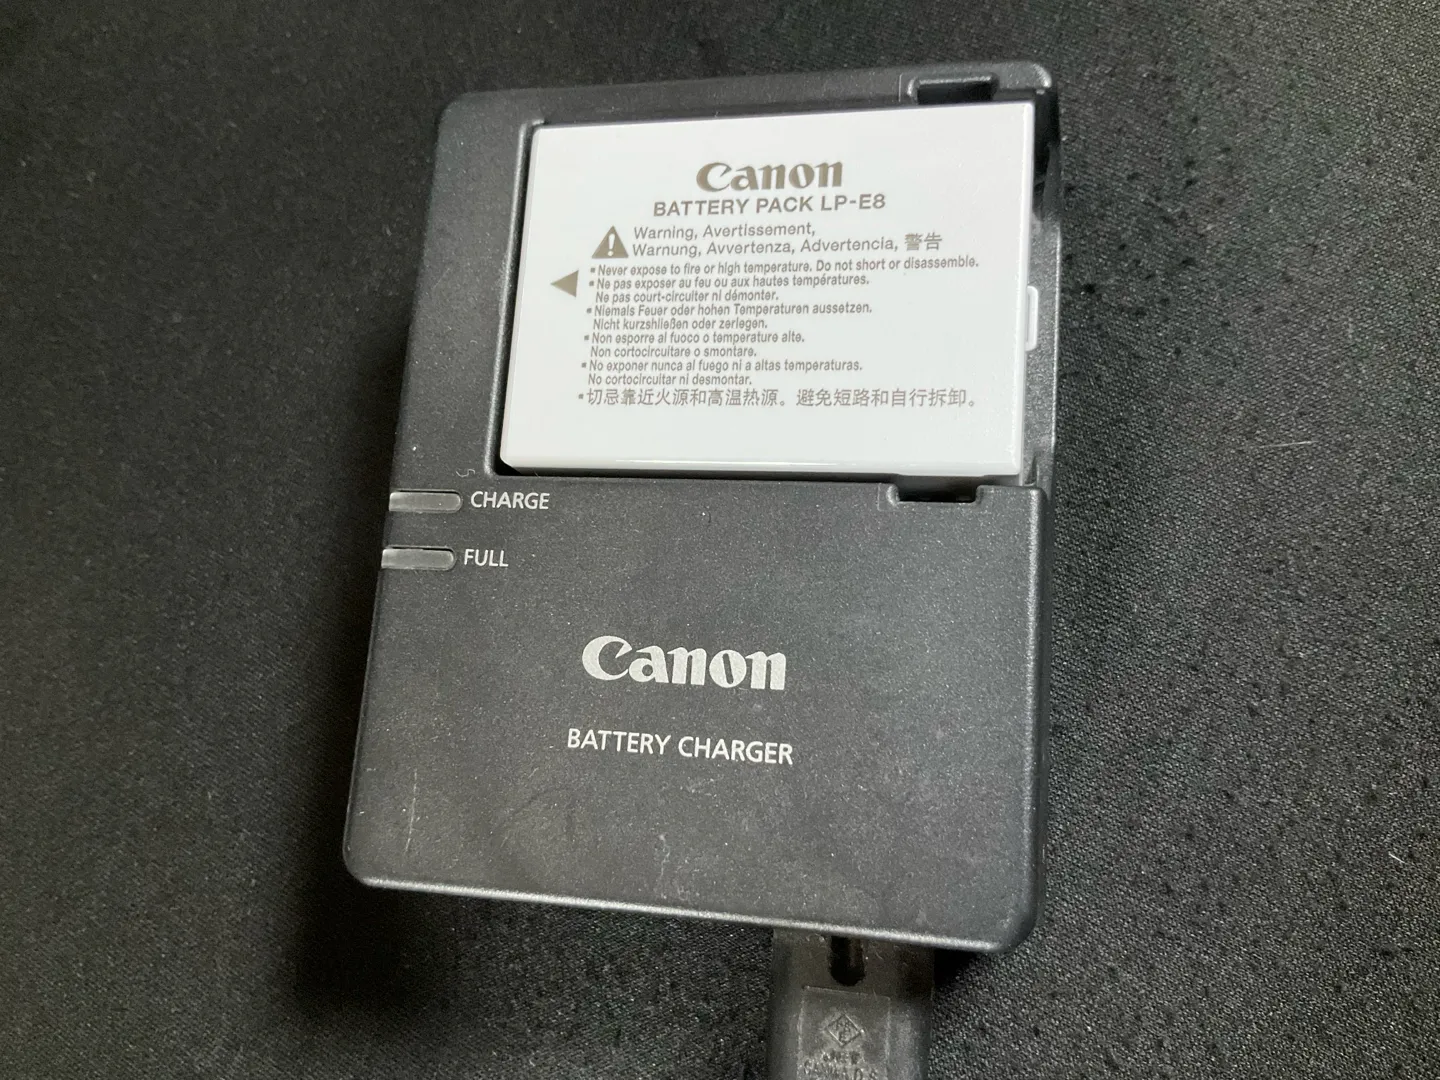 Canon
BATTERY PACK LP-E8
Warning, Avertissement,
Warnung, Avvertenza, Advertencia, 警告
▪Never expose to fire or high temperature. Do not short or disassemble.
▪Ne pas exposer au feu ou aux hautes températures.
Ne pas court-circuiter ni démonter.
▪Niemals Feuer oder hohen Temperaturen aussetzen.
Nicht kurzshließen oder zerlegen.
▪Non esporre al fuoco o temperature alte.
Non cortocircuitare o smontare.
▪No exponer nunca al fuego ni a altas temperaturas.
No cortocircuitar ni desmontar.
▪切忌靠近火源和高温热源。避免短路和自行拆卸。
CHARGE
FULL
Canon
BATTERY CHARGER